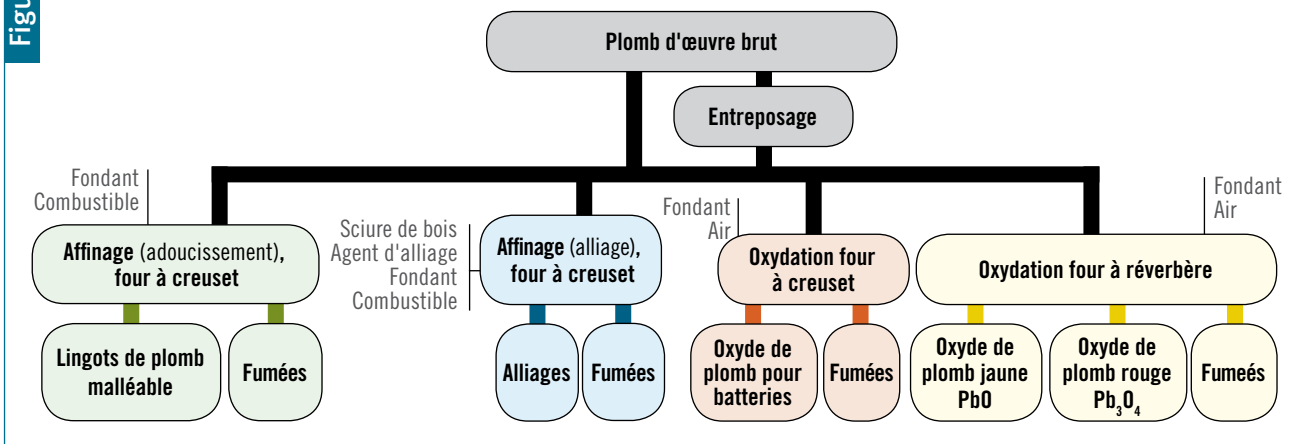 Figu
Plomb d'œuvre brut
Entreposage
Fondant
Combustible
Affinage (adoucissement),
four à creuset
Lingots de plomb
malléable
Fumées
Sciure de bois
Agent d'alliage
Fondant
Combustible
Affinage (alliage),
four à creuset
Alliages
Fumées
Fondant
Air
Oxydation four
à creuset
Oxyde de
plomb pour
batteries
Fumées
Fondant
Air
Oxydation four à réverbère
Oxyde de
plomb jaune
PbO
Oxyde de
plomb rouge
Pb₃O₄
Fumeés